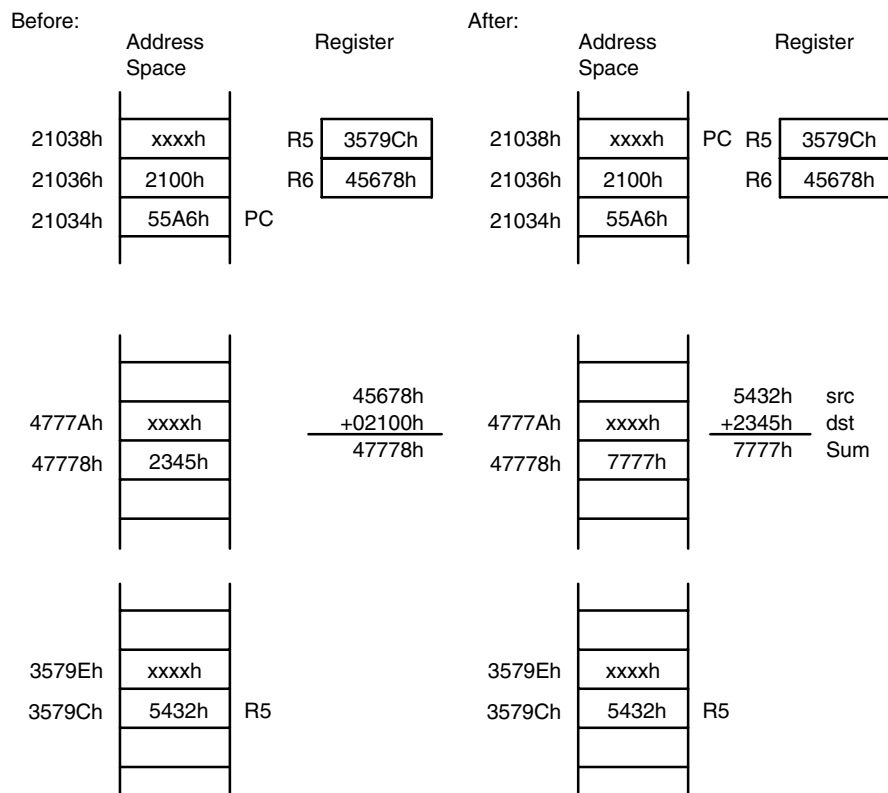 Before:
Address Space
Register
21038h xxxxh R5 3579Ch
21036h 2100h R6 45678h
21034h 55A6h PC
45678h
4777Ah xxxxh +02100h
47778h 2345h 47778h
3579Eh xxxxh
3579Ch 5432h R5
After:
Address Space
Register
21038h xxxxh PC R5 3579Ch
21036h 2100h R6 45678h
21034h 55A6h
5432h src
4777Ah xxxxh +2345h dst
47778h 7777h 7777h Sum
3579Eh xxxxh
3579Ch 5432h R5